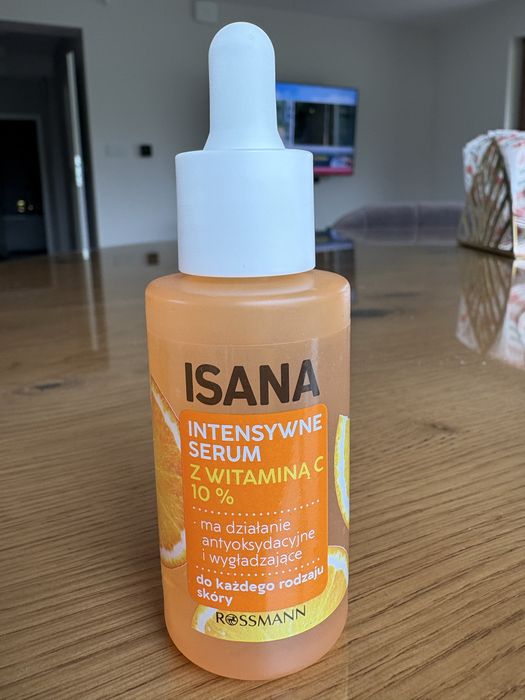 ISANA
INTENSYWNE
SERUM
Z WITAMINĄ C
10 %
· ma działanie
antyoksydacyjne
i wygładzające
do każdego rodzaju
skóry
ROSSMANN